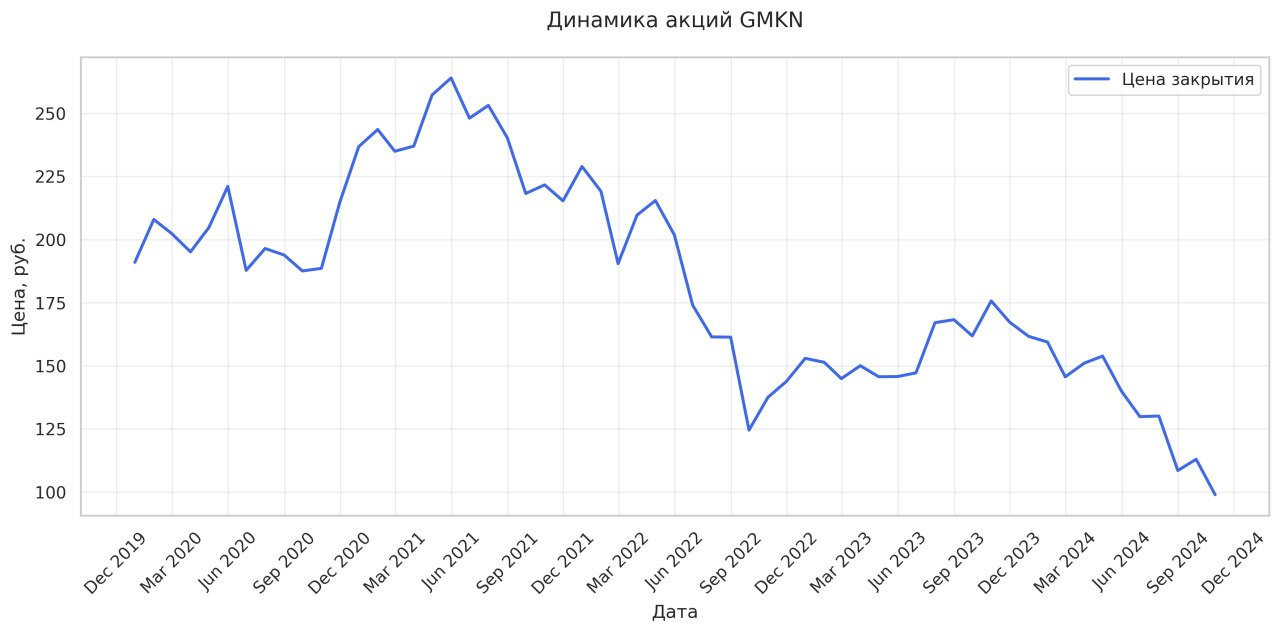 Динамика акций GMKN
Цена закрытия
Цена, руб.
250
225
200
175
150
125
100
Dec 2019
Mar 2020
Jun 2020
Sep 2020
Dec 2020
Mar 2021
Jun 2021
Sep 2021
Dec 2021
Mar 2022
Jun 2022
Sep 2022
Dec 2022
Mar 2023
Jun 2023
Sep 2023
Dec 2023
Mar 2024
Jun 2024
Sep 2024
Dec 2024
Дата